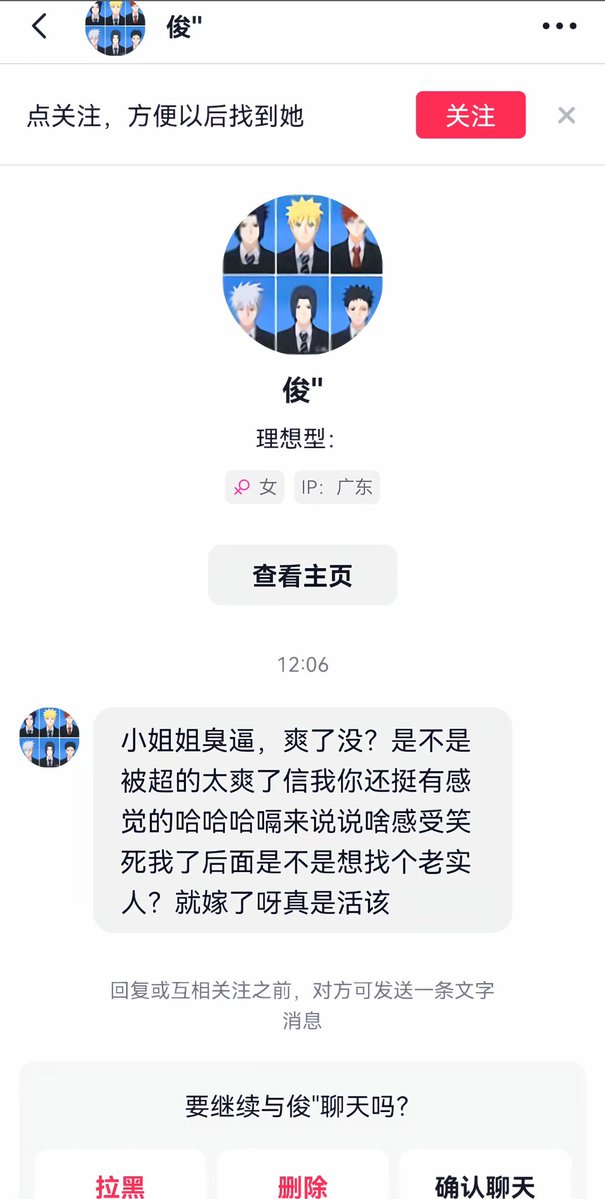 俊"
点关注，方便以后找到她
关注
俊"
理想型：
女
IP：广东
查看主页
12:06
小姐姐臭逼，爽了没？是不是
被超的太爽了信我你还挺有感
觉的哈哈哈嗝来说说啥感受笑
死我了后面是不是想找个老实
人？就嫁了呀真是活该
回复或互相关注之前，对方可发送一条文字
消息
要继续与俊"聊天吗？
拉黑
删除
确认聊天